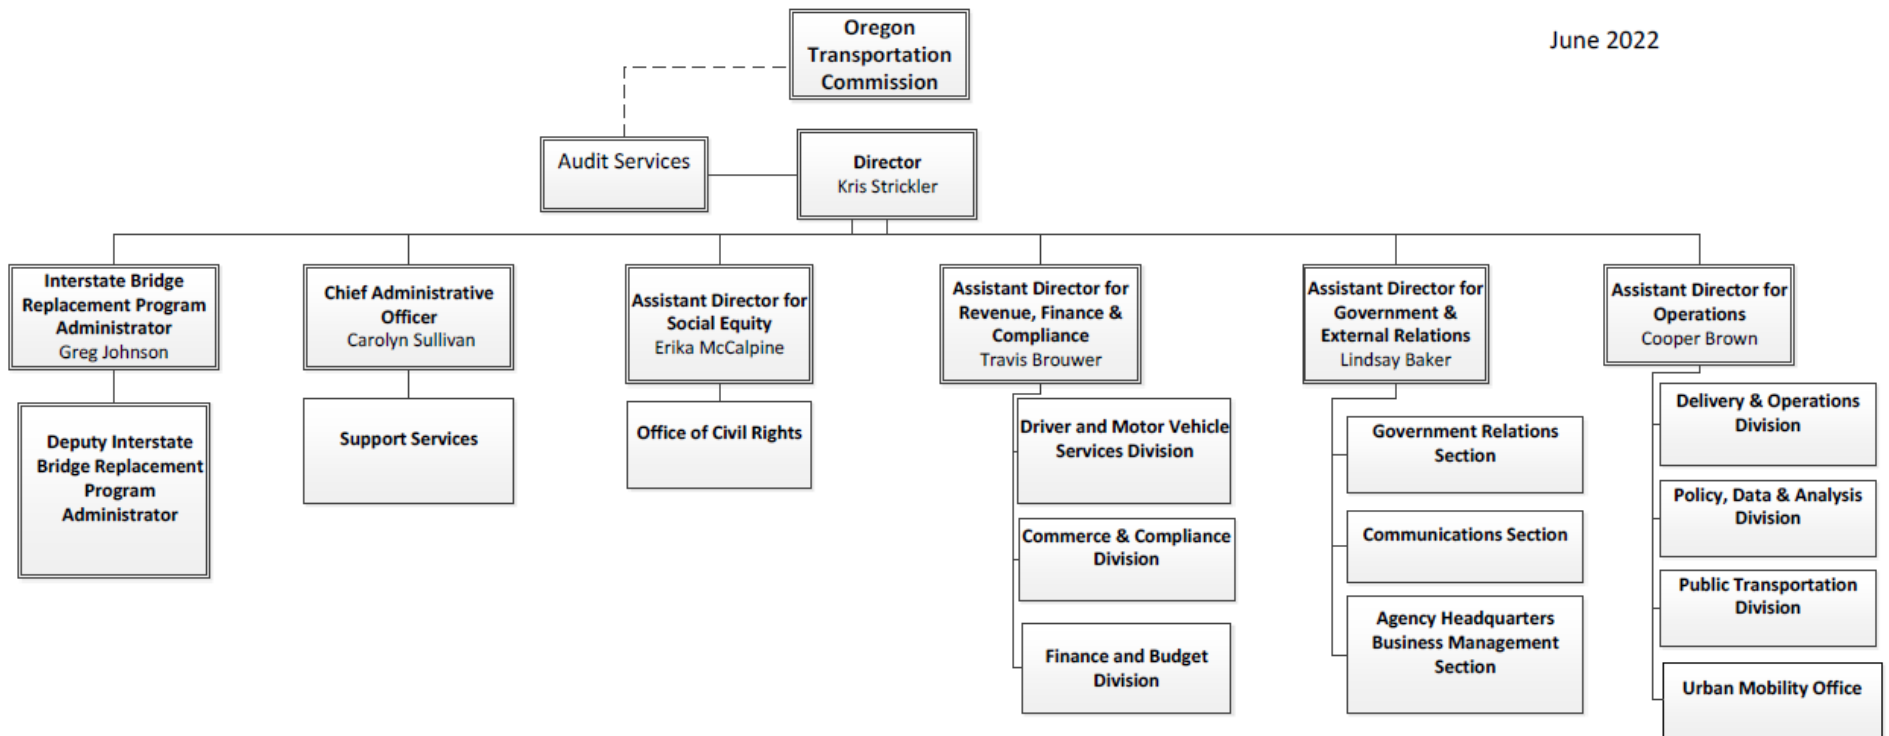 Oregon
Transportation
Commission
June 2022
Audit Services
Director
Kris Strickler
Interstate Bridge
Replacement Program
Administrator
Greg Johnson
Chief Administrative
Officer
Carolyn Sullivan
Assistant Director for
Social Equity
Erika McCalpine
Assistant Director for
Revenue, Finance &
Compliance
Travis Brouwer
Assistant Director for
Government &
External Relations
Lindsay Baker
Assistant Director for
Operations
Cooper Brown
Deputy Interstate
Bridge Replacement
Program
Administrator
Support Services
Office of Civil Rights
Driver and Motor Vehicle
Services Division
Commerce & Compliance
Division
Finance and Budget
Division
Government Relations
Section
Communications Section
Agency Headquarters
Business Management
Section
Delivery & Operations
Division
Policy, Data & Analysis
Division
Public Transportation
Division
Urban Mobility Office